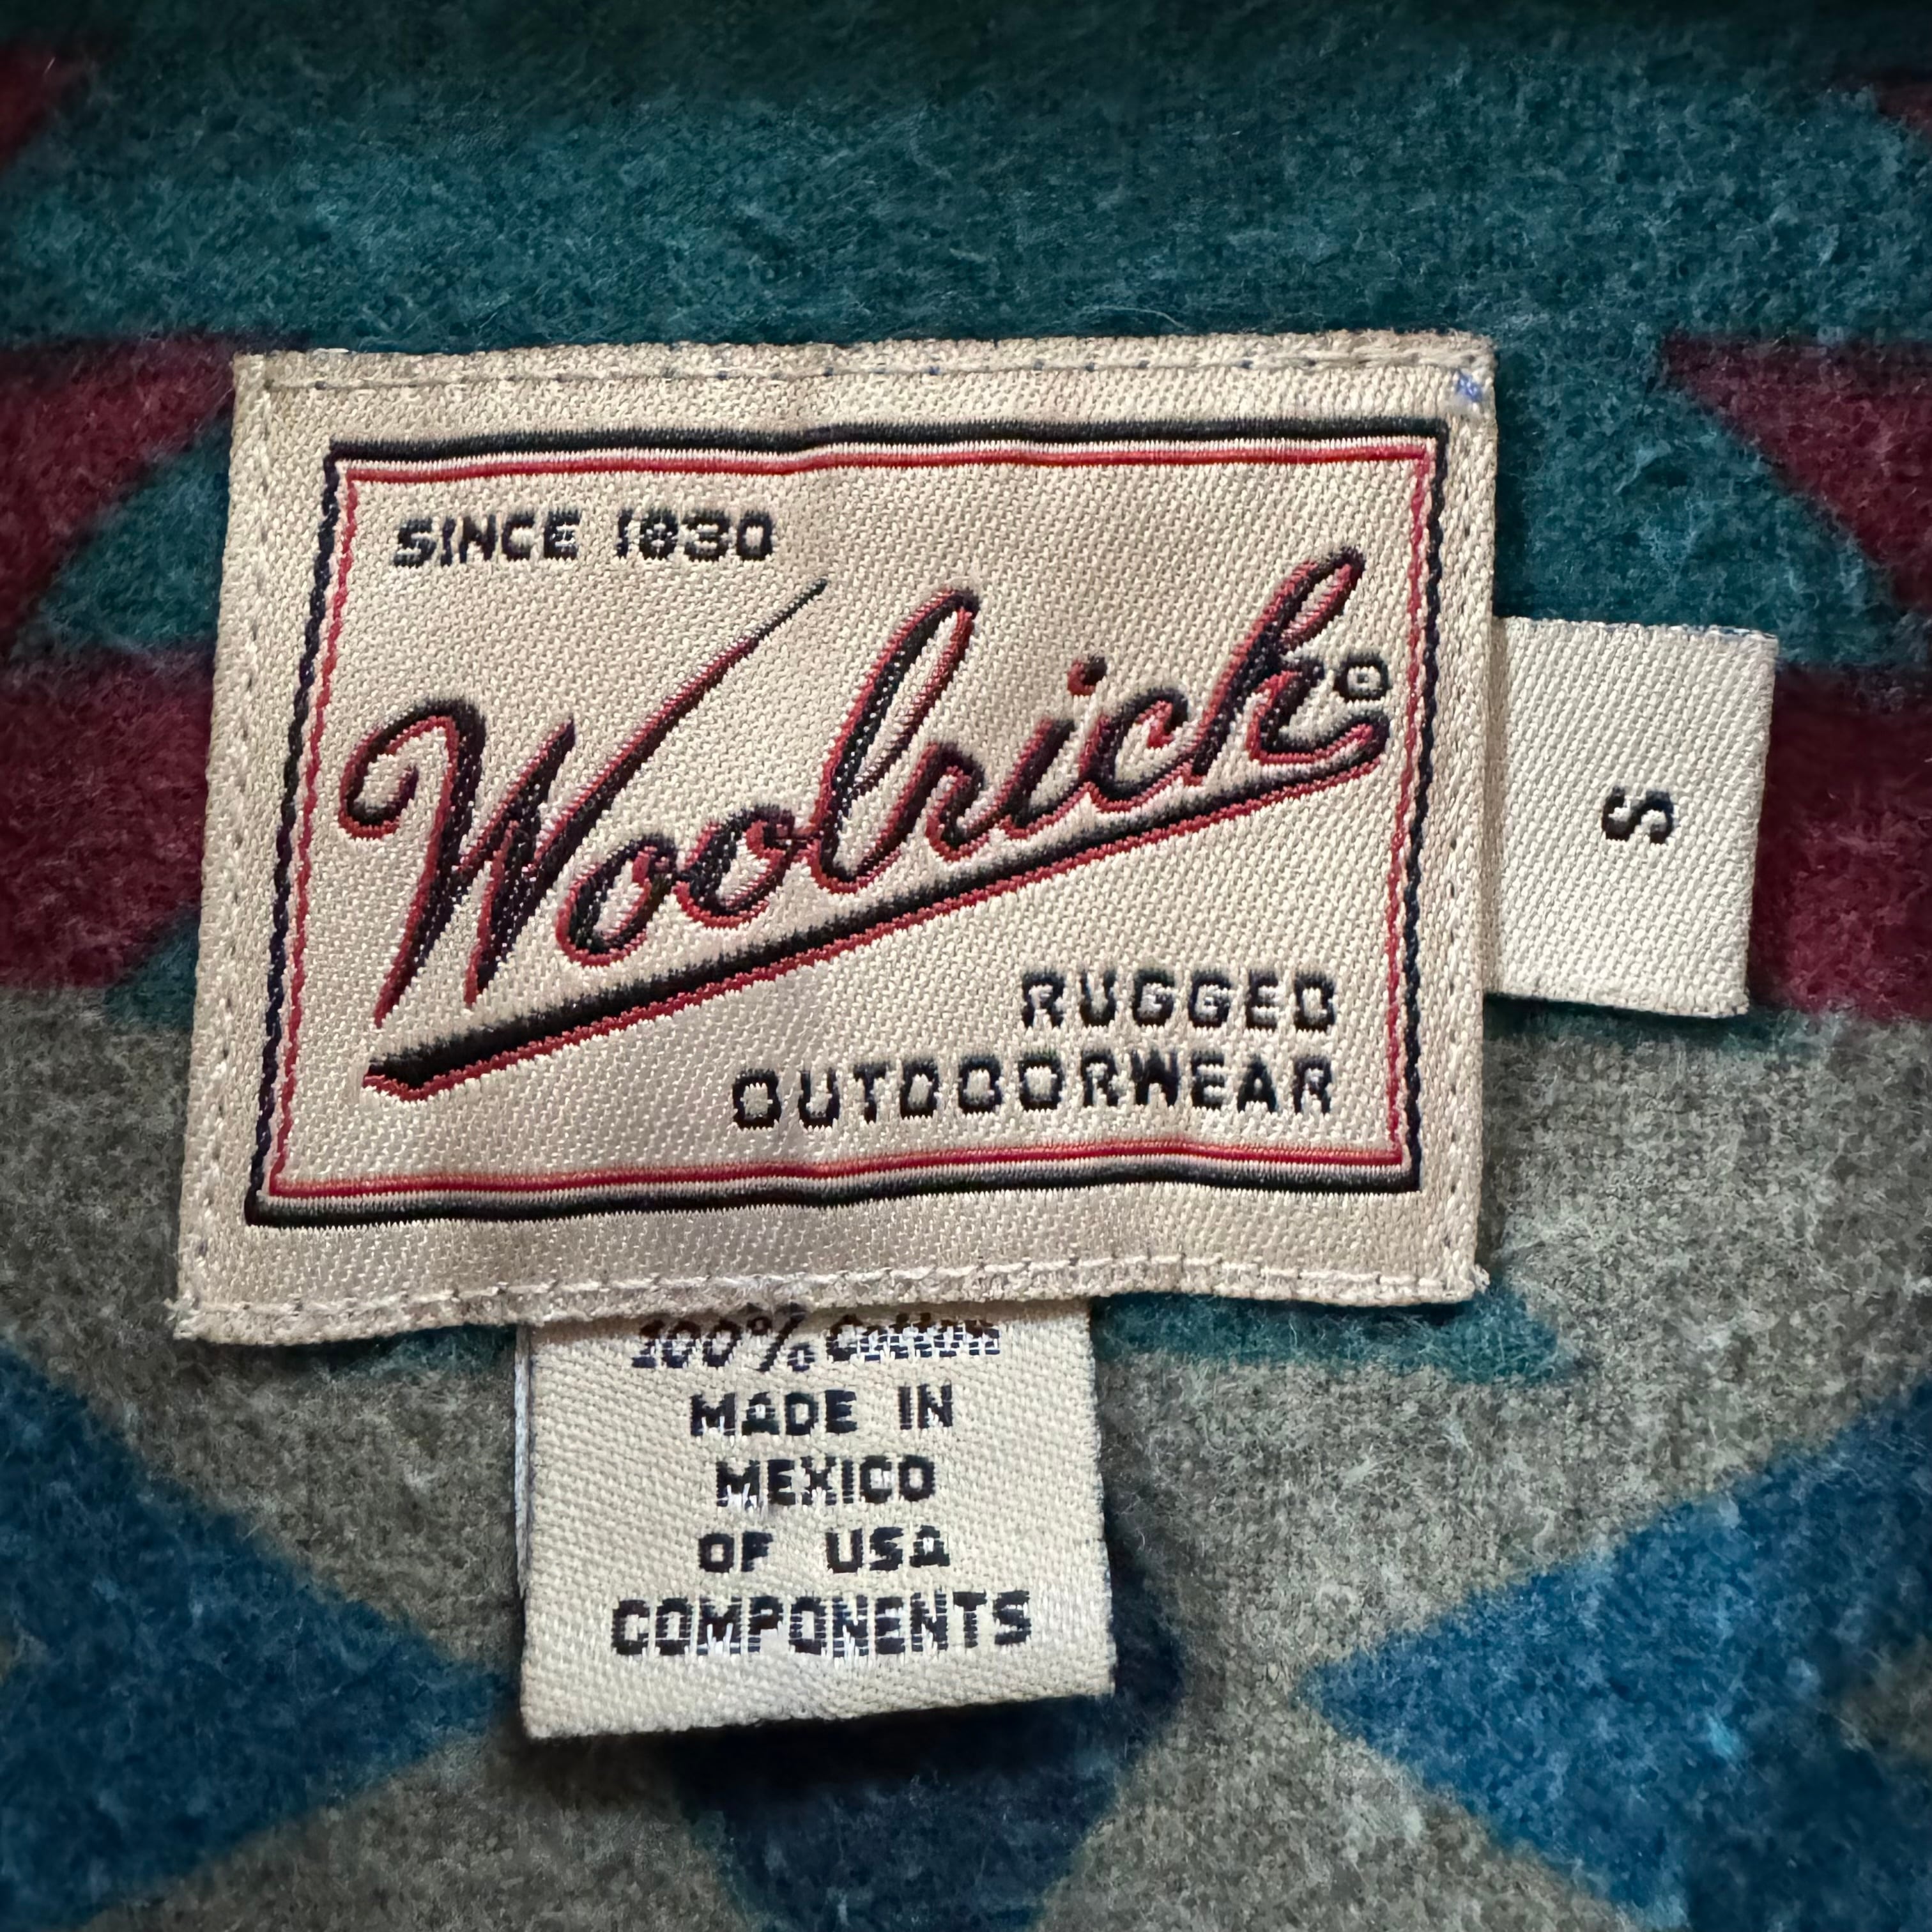 SINCE 1830
Woolrich®
RUGGED
OUTDOORWEAR
S
100% Cotton
MADE IN
MEXICO
OF USA
COMPONENTS